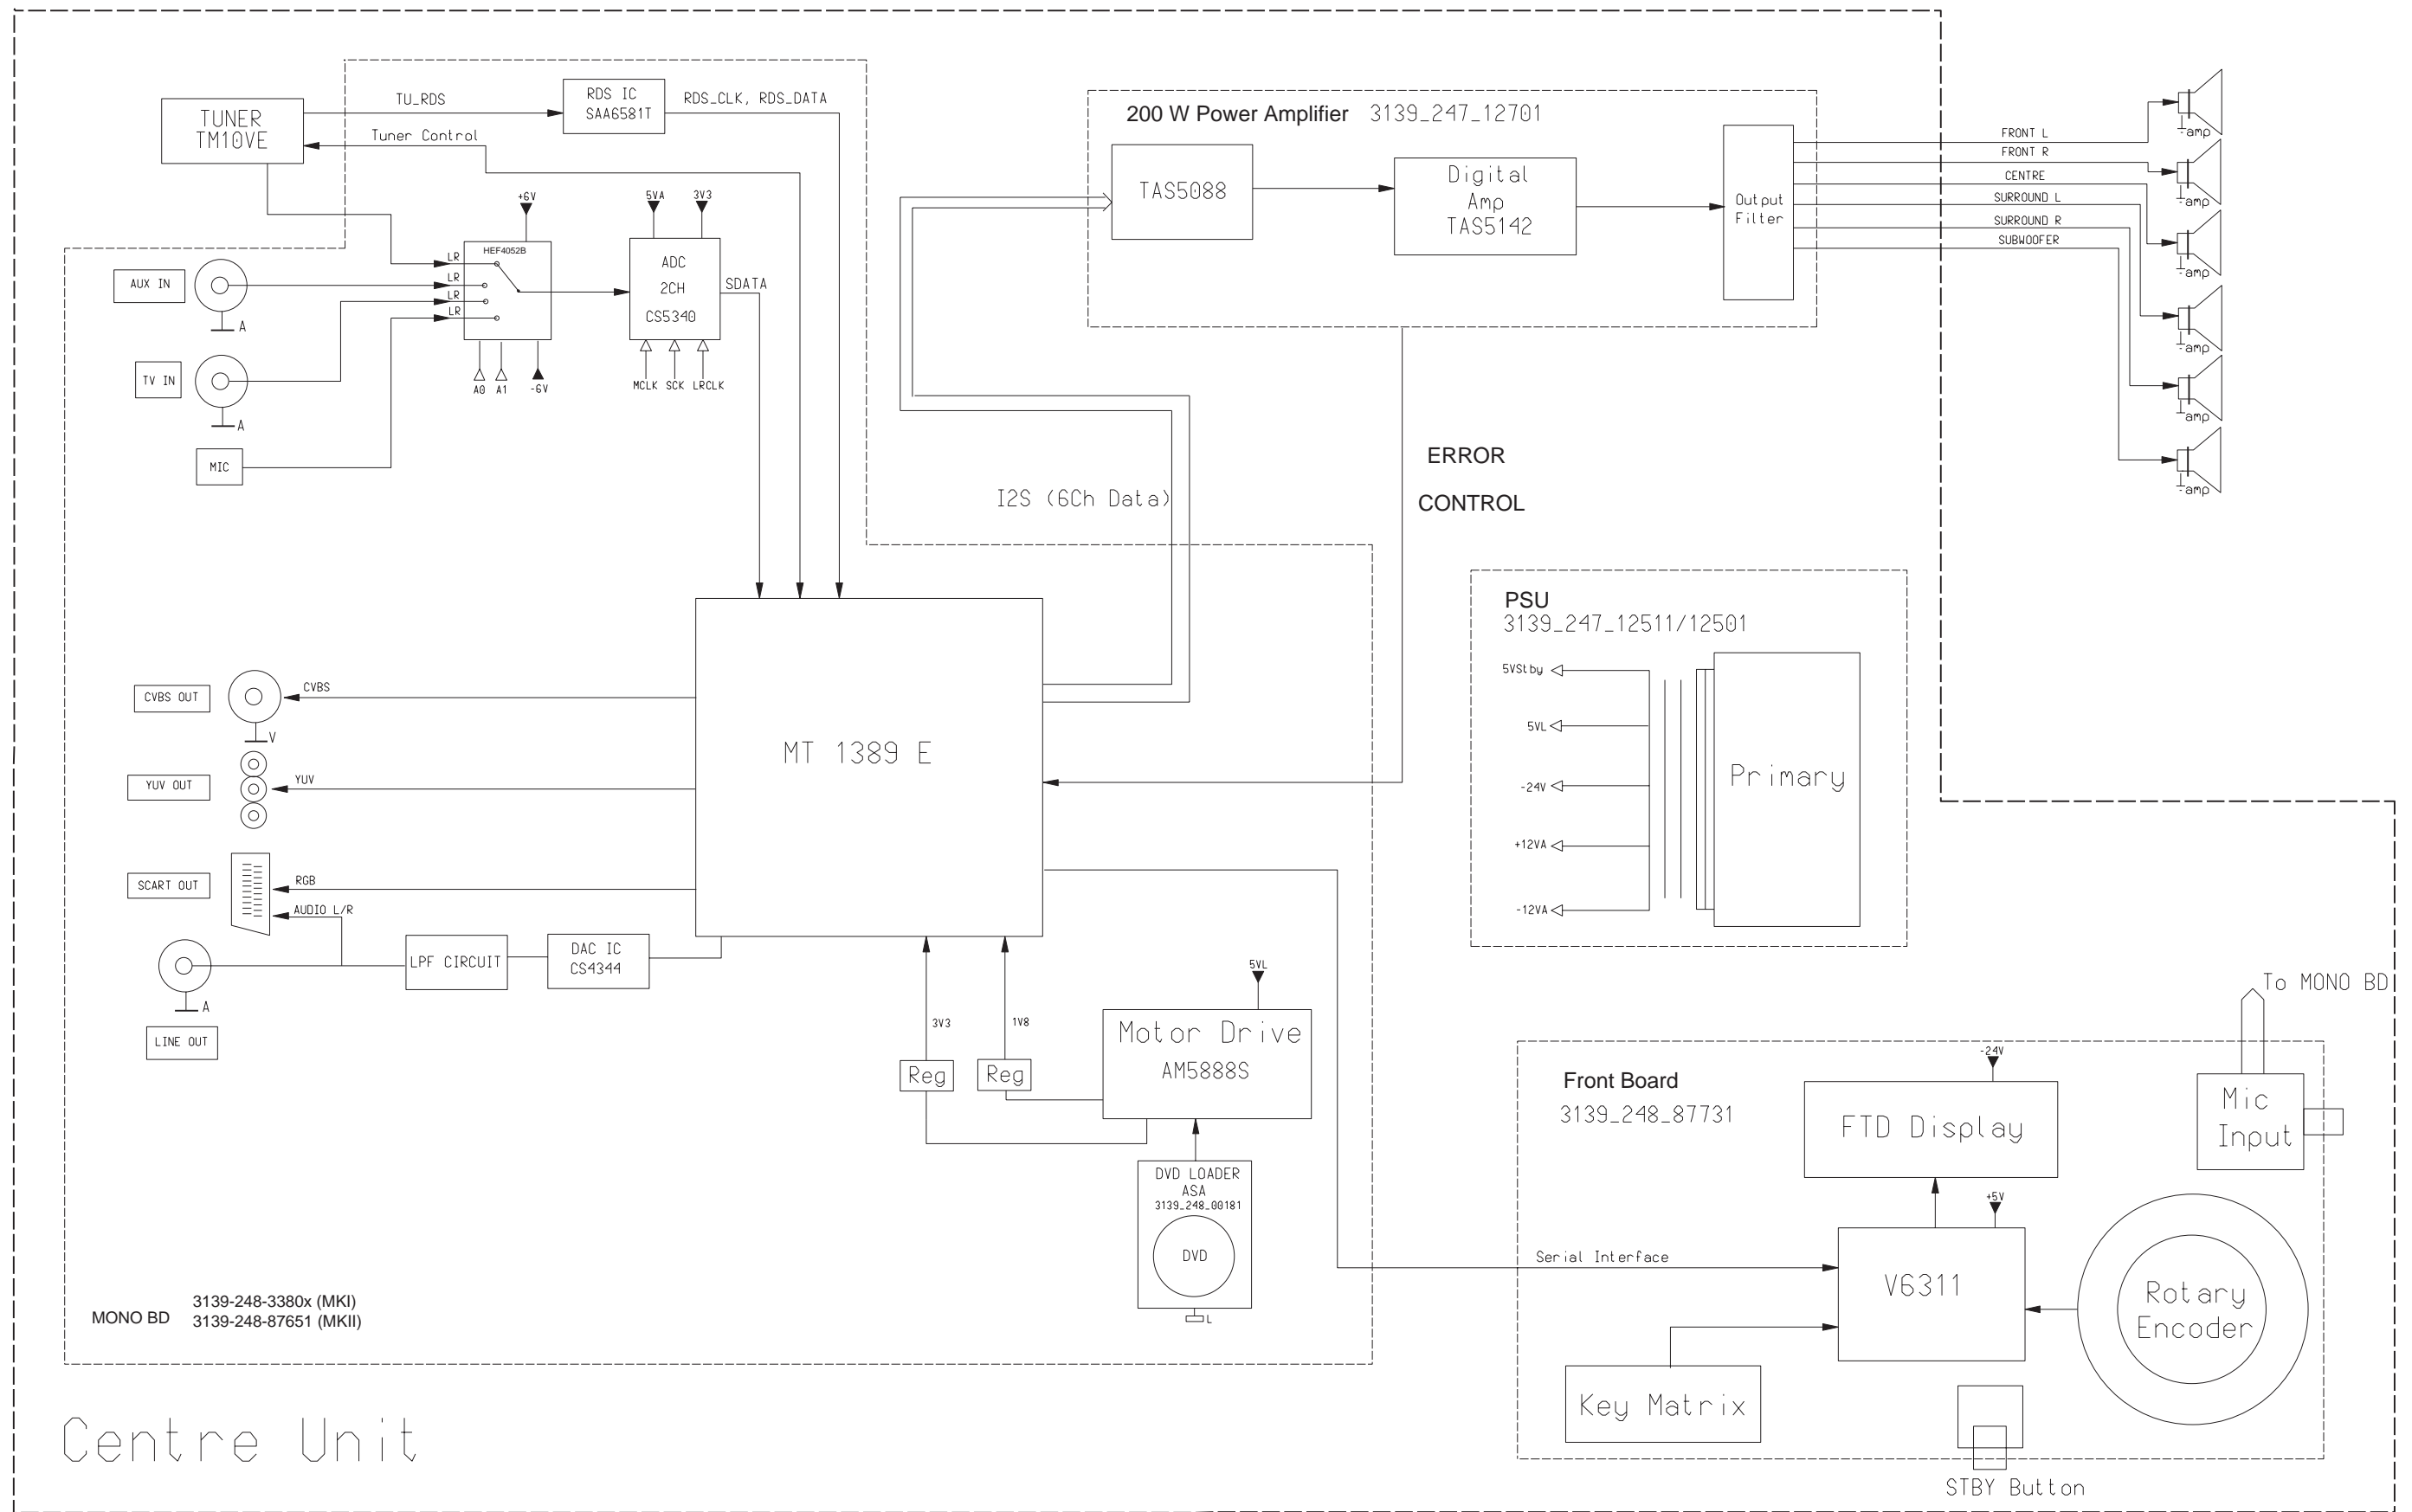 TUNER
TM10VE
TU_RDS
RDS IC
SAA6581T
RDS_CLK, RDS_DATA
Tuner Control
+6V
5VA
3V3
HEF4052B
LR
LR
LR
LR
ADC
2CH
CS5340
SDATA
AUX IN
A
TV IN
A
A0
A1
-6V
MCLK
SCK
LRCLK
MIC
200 W Power Amplifier
3139_247_12701
TAS5088
Digital
Amp
TAS5142
Output
Filter
FRONT L
FRONT R
CENTRE
SURROUND L
SURROUND R
SUBWOOFER
amp
amp
amp
amp
amp
amp
ERROR
CONTROL
I2S (6Ch Data)
MT 1389 E
CVBS OUT
CVBS
V
YUV OUT
YUV
SCART OUT
RGB
AUDIO L/R
LPF CIRCUIT
DAC IC
CS4344
A
LINE OUT
PSU
3139_247_12511/12501
5VStby
5VL
-24V
+12VA
-12VA
Primary
3V3
1V8
Reg
Reg
5VL
Motor Drive
AM5888S
DVD LOADER
ASA
3139_248_00181
DVD
L
MONO BD
3139-248-3380x (MKI)
3139-248-87651 (MKII)
To MONO BD
Front Board
3139_248_87731
-24V
FTD Display
Mic
Input
+5V
Serial Interface
V6311
Rotary
Encoder
Key Matrix
STBY Button
Centre Unit